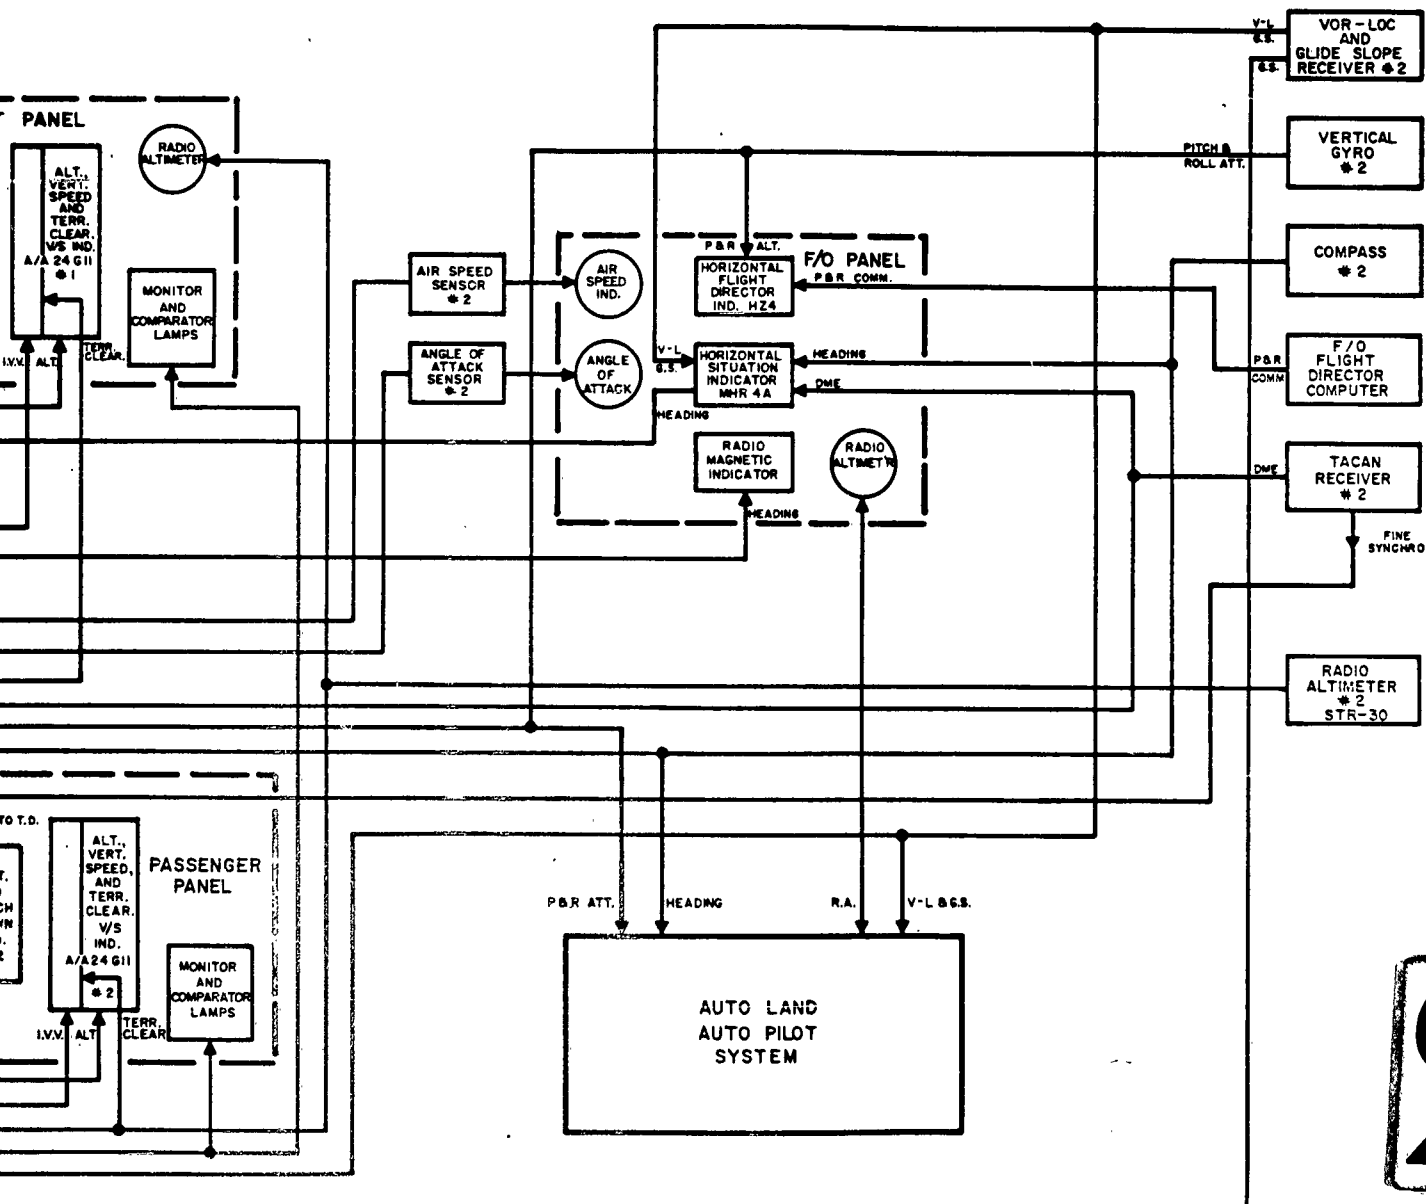 V-L
G.S.
G.S.
VOR-LOC
AND
GLIDE SLOPE
RECEIVER #2
PANEL
RADIO
ALTIMETER
ALT.,
VERT.
SPEED
AND
TERR.
CLEAR.
V/S IND.
A/A 24 G11
#1
MONITOR
AND
COMPARATOR
LAMPS
I.V.V.
ALT.
TERR.
CLEAR.
PITCH &
ROLL ATT.
VERTICAL
GYRO
#2
COMPASS
#2
AIR SPEED
SENSOR
#2
AIR
SPEED
IND.
P&R
ALT.
F/O PANEL
HORIZONTAL
FLIGHT
DIRECTOR
IND. HZ4
P&R COMM.
ANGLE OF
ATTACK
SENSOR
#2
ANGLE
OF
ATTACK
V-L
G.S.
HORIZONTAL
SITUATION
INDICATOR
MHR 4A
HEADING
DME
HEADING
P&R
COMM
F/O
FLIGHT
DIRECTOR
COMPUTER
RADIO
MAGNETIC
INDICATOR
HEADING
RADIO
ALTIMET'R
DME
TACAN
RECEIVER
#2
FINE
SYNCHRO
RADIO
ALTIMETER
#2
STR-30
TO T.D.
ALT.,
VERT.
SPEED,
AND
TERR.
CLEAR.
V/S
IND.
A/A 24 G11
#2
PASSENGER
PANEL
MONITOR
AND
COMPARATOR
LAMPS
I.V.V.
ALT
TERR.
CLEAR
P&R ATT.
HEADING
R.A.
V-L & G.S.
AUTO LAND
AUTO PILOT
SYSTEM